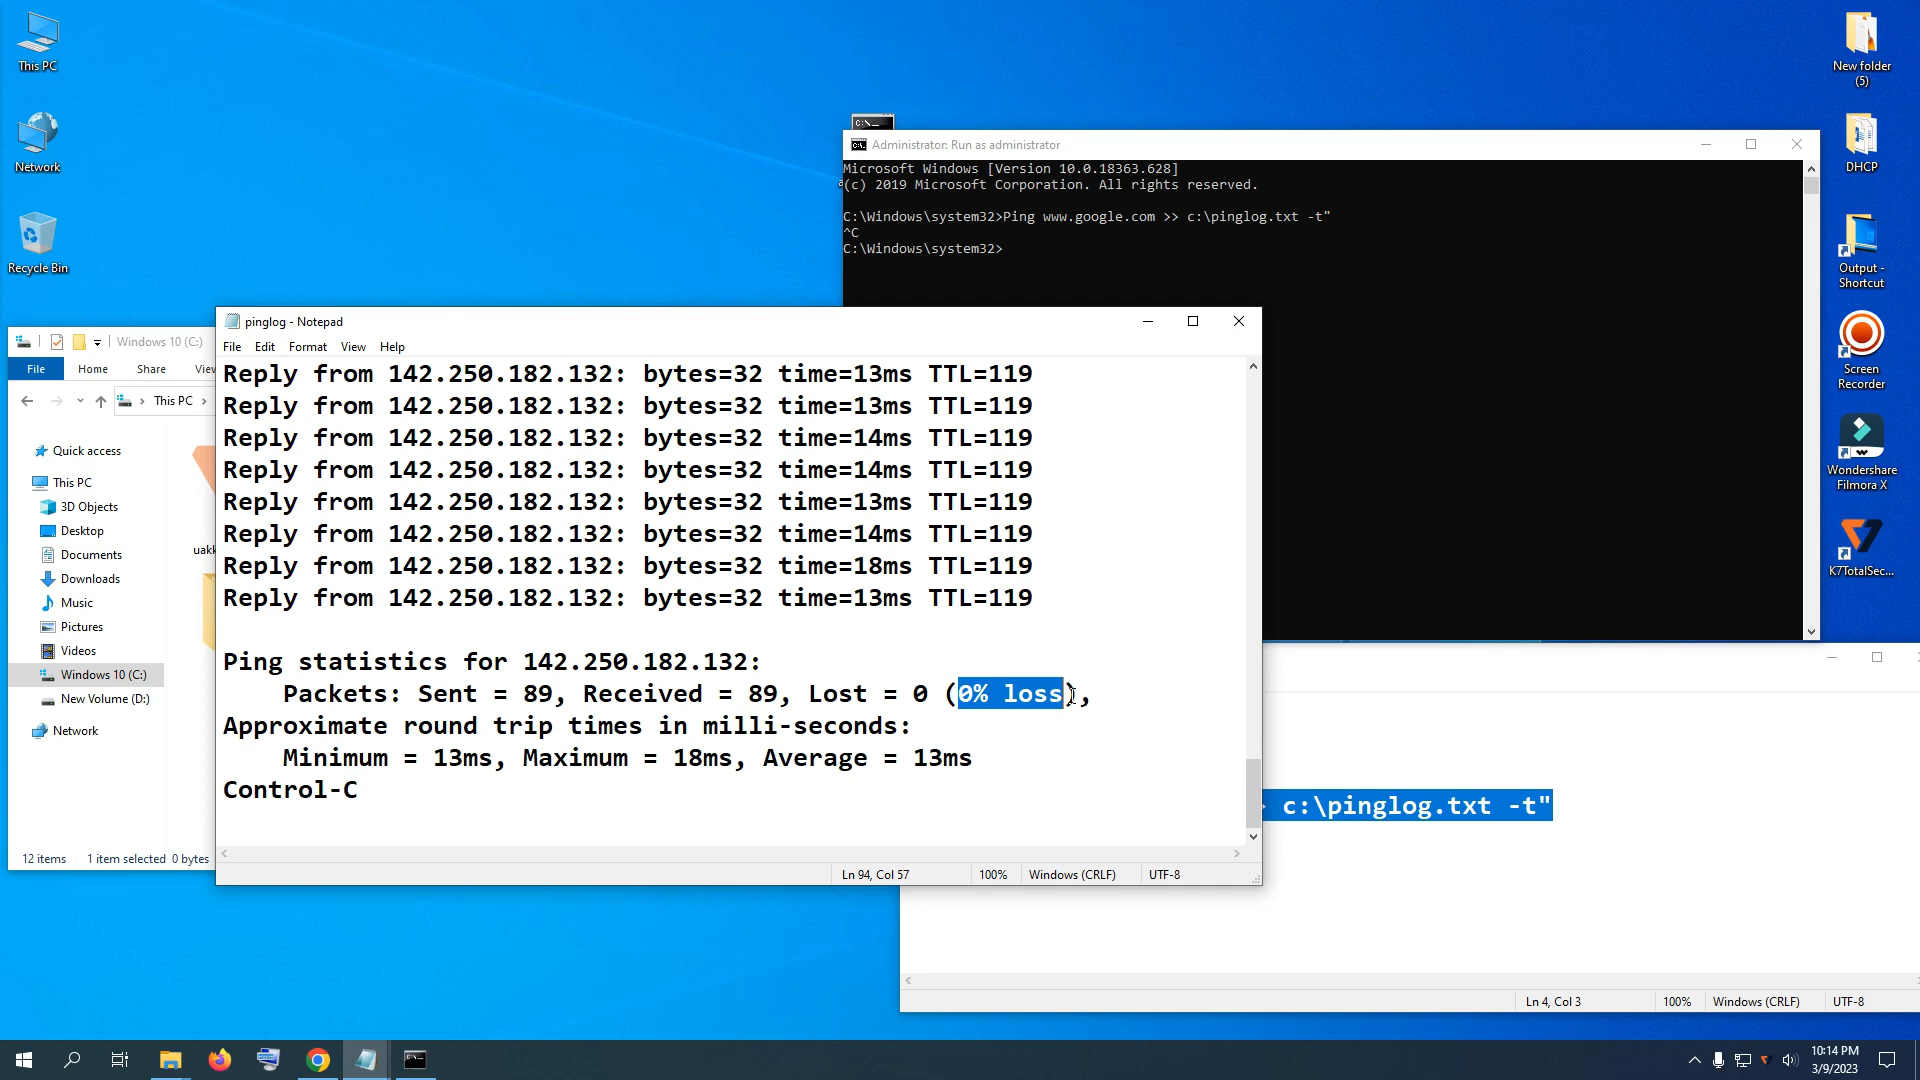 This PC
Network
Recycle Bin
New folder
(5)
DHCP
Output -
Shortcut
Screen
Recorder
Wondershare
Filmora X
K7TotalSec...
Administrator: Run as administrator
Microsoft Windows [Version 10.0.18363.628]
(c) 2019 Microsoft Corporation. All rights reserved.
C:\Windows\system32>Ping www.google.com >> c:\pinglog.txt -t"
^C
C:\Windows\system32>
Windows 10 (C:)
File Home Share
This PC
Quick access
This PC
3D Objects
Desktop
Documents
Downloads
Music
Pictures
Videos
Windows 10 (C:)
New Volume (D:)
Network
12 items 1 item selected 0 bytes
pinglog - Notepad
File Edit Format View Help
Reply from 142.250.182.132: bytes=32 time=13ms TTL=119
Reply from 142.250.182.132: bytes=32 time=13ms TTL=119
Reply from 142.250.182.132: bytes=32 time=14ms TTL=119
Reply from 142.250.182.132: bytes=32 time=14ms TTL=119
Reply from 142.250.182.132: bytes=32 time=13ms TTL=119
Reply from 142.250.182.132: bytes=32 time=14ms TTL=119
Reply from 142.250.182.132: bytes=32 time=18ms TTL=119
Reply from 142.250.182.132: bytes=32 time=13ms TTL=119
Ping statistics for 142.250.182.132:
Packets: Sent = 89, Received = 89, Lost = 0 (0% loss),
Approximate round trip times in milli-seconds:
Minimum = 13ms, Maximum = 18ms, Average = 13ms
Control-C
Ln 94, Col 57 100% Windows (CRLF) UTF-8
c:\pinglog.txt -t"
Ln 4, Col 3 100% Windows (CRLF) UTF-8
10:14 PM
3/9/2023